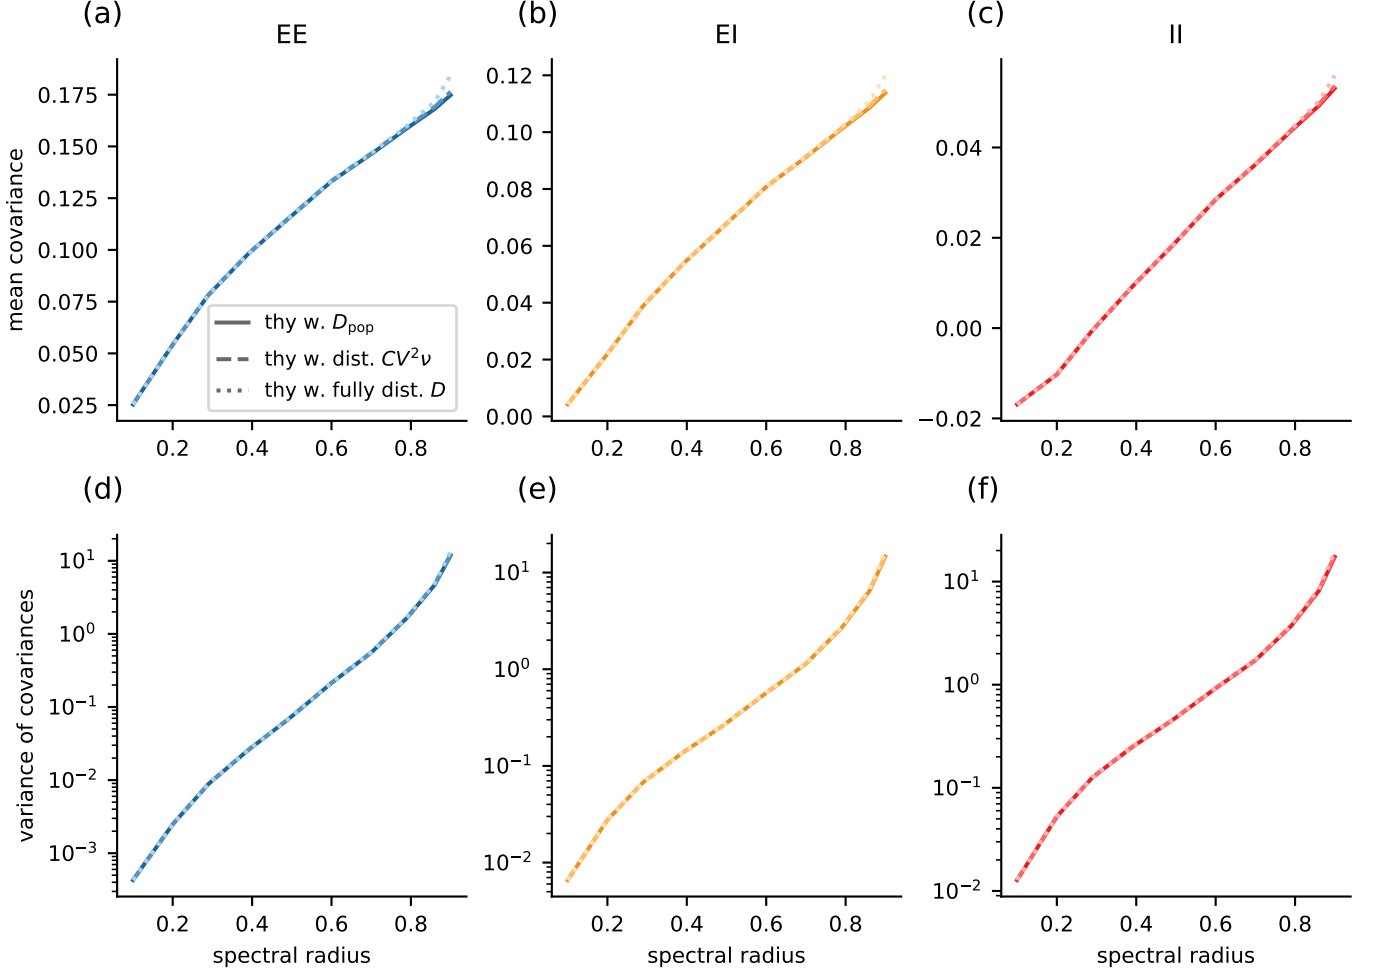 (a)
EE
mean covariance
0.175
0.150
0.125
0.100
0.075
0.050
0.025
thy w. D_pop
thy w. dist. CV²ν
thy w. fully dist. D
0.2 0.4 0.6 0.8
(b)
EI
0.12
0.10
0.08
0.06
0.04
0.02
0.00
0.2 0.4 0.6 0.8
(c)
II
0.04
0.02
0.00
−0.02
0.2 0.4 0.6 0.8
(d)
variance of covariances
10¹
10⁰
10⁻¹
10⁻²
10⁻³
0.2 0.4 0.6 0.8
spectral radius
(e)
10¹
10⁰
10⁻¹
10⁻²
0.2 0.4 0.6 0.8
spectral radius
(f)
10¹
10⁰
10⁻¹
10⁻²
0.2 0.4 0.6 0.8
spectral radius